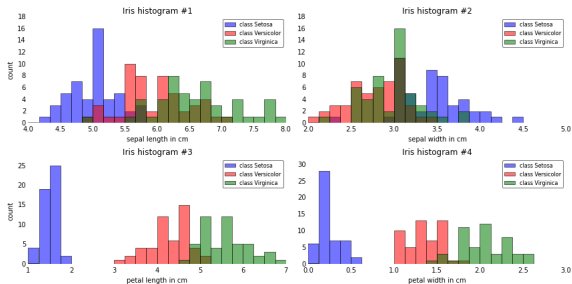 Iris histogram #1
18
16
14
12
10
8
6
4
2
0
count
class Setosa
class Versicolor
class Virginica
4.0 4.5 5.0 5.5 6.0 6.5 7.0 7.5 8.0
sepal length in cm
Iris histogram #2
18
16
14
12
10
8
6
4
2
0
class Setosa
class Versicolor
class Virginica
2.0 2.5 3.0 3.5 4.0 4.5 5.0
sepal width in cm
Iris histogram #3
25
20
15
10
5
0
count
class Setosa
class Versicolor
class Virginica
1 2 3 4 5 6 7
petal length in cm
Iris histogram #4
30
25
20
15
10
5
0
class Setosa
class Versicolor
class Virginica
0.0 0.5 1.0 1.5 2.0 2.5 3.0
petal width in cm